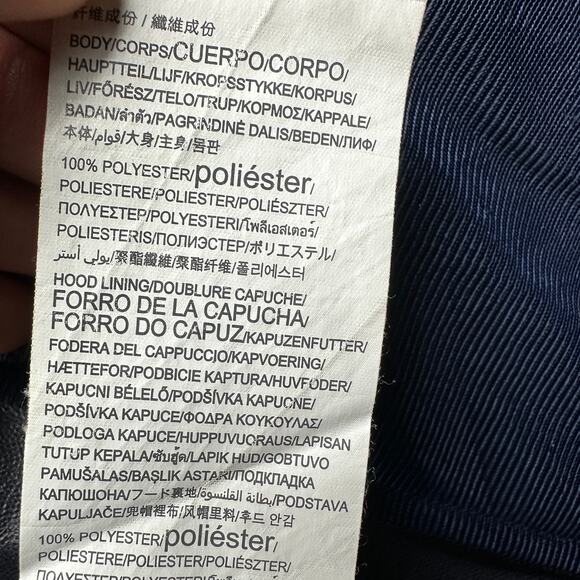 纤维成份 / 纖維成份
BODY/CORPS/CUERPO/CORPO/
HAUPTTEIL/LIJF/KROPSSTYKKE/KORPUS/
LIV/FŐRÉSZ/TELO/TRUP/ΚΟΡΜΟΣ/KAPPALE/
BADAN/ลำตัว/PAGRINDINĖ DALIS/BEDEN/ЛИФ/
本体/قوام/大身/主身/몸판
100% POLYESTER/poliéster/
POLIESTERE/POLIESTER/POLIÉSZTER/
ΠΟΛΥΕΣΤΕΡ/POLYESTERI/โพลีเอสเตอร์/
POLIESTERIS/ПОЛИЭСТЕР/ポリエステル/
بولي أستر/聚酯纖維/聚酯纤维/폴리에스터
HOOD LINING/DOUBLURE CAPUCHE/
FORRO DE LA CAPUCHA/
FORRO DO CAPUZ/KAPUZENFUTTER/
FODERA DEL CAPPUCCIO/KAPVOERING/
HÆTTEFOR/PODBICIE KAPTURA/HUVFODER/
KAPUCNI BÉLELŐ/PODŠÍVKA KAPUCNE/
PODŠÍVKA KAPUCE/ΦΟΔΡΑ ΚΟΥΚΟΥΛΑΣ/
PODLOGA KAPUCE/HUPPUVUORAUS/LAPISAN
TUTUP KEPALA/ซับฮู้ด/LAPIK HUD/GOBTUVO
PAMUŠALAS/BAŞLIK ASTARI/ПОДКЛАДКА
КАПЮШОНА/フード裏地/بطانة القلنسوة/PODSTAVA
KAPULJAČE/兜帽裡布/风帽里料/후드 안감
100% POLYESTER/poliéster/
POLIESTERE/POLIESTER/POLIÉSZTER/
ΠΟΛΥΕΣΤΕΡ/POLYESTERI/